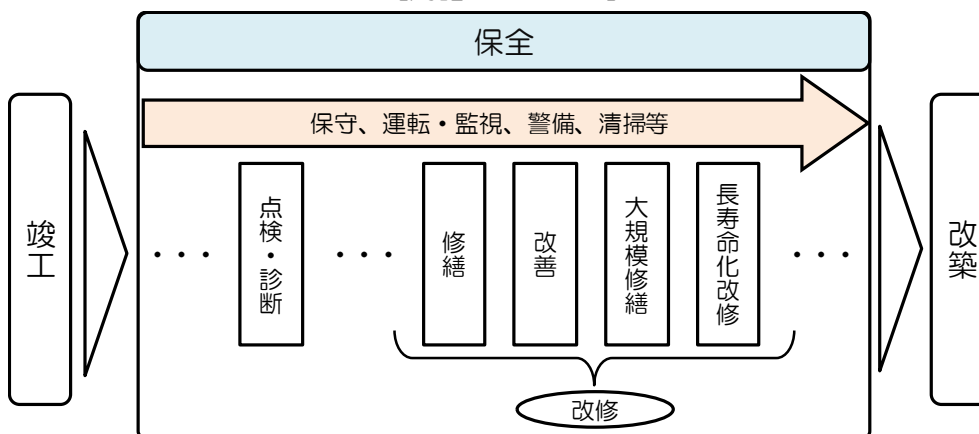 保全
保守、運転・監視、警備、清掃等
竣工
・・・
点検・診断
・・・
修繕
改善
大規模修繕
長寿命化改修
・・・
改築
改修